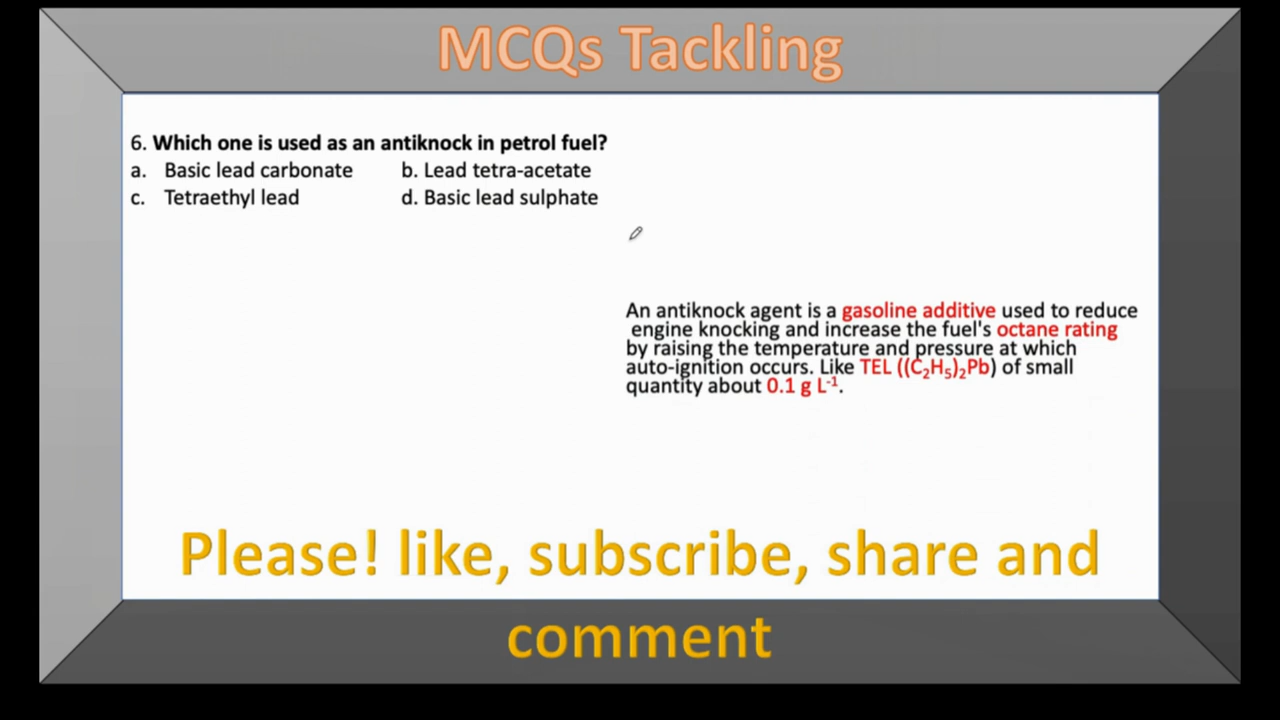 MCQs Tackling
6. Which one is used as an antiknock in petrol fuel?
a. Basic lead carbonate b. Lead tetra-acetate
c. Tetraethyl lead d. Basic lead sulphate
An antiknock agent is a gasoline additive used to reduce
engine knocking and increase the fuel's octane rating
by raising the temperature and pressure at which
auto-ignition occurs. Like TEL ((C₂H₅)₂Pb) of small
quantity about 0.1 g L⁻¹.
Please! like, subscribe, share and
comment